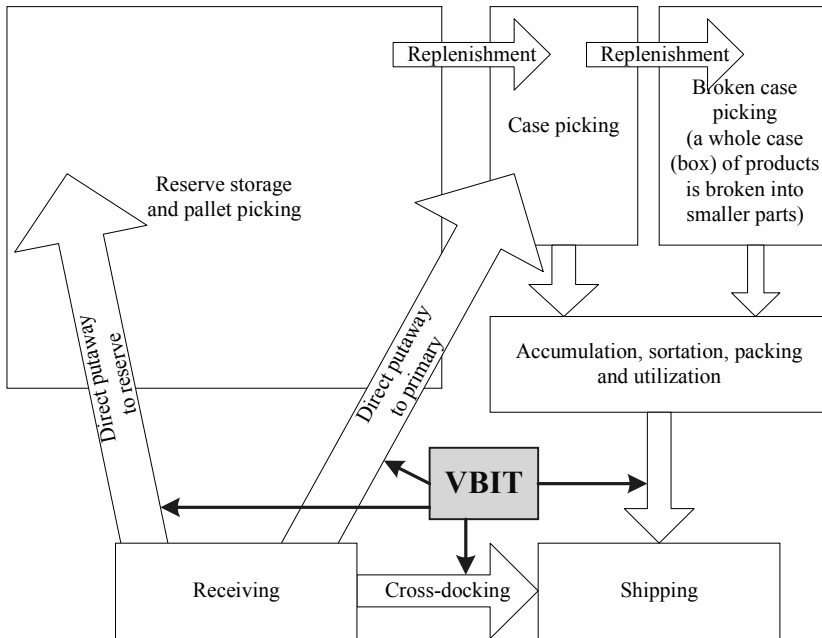 Replenishment
Replenishment
Case picking
Broken case
picking
(a whole case
(box) of products
is broken into
smaller parts)
Reserve storage
and pallet picking
Direct putaway
to reserve
Direct putaway
to primary
Accumulation, sortation, packing
and utilization
VBIT
Receiving
Cross-docking
Shipping